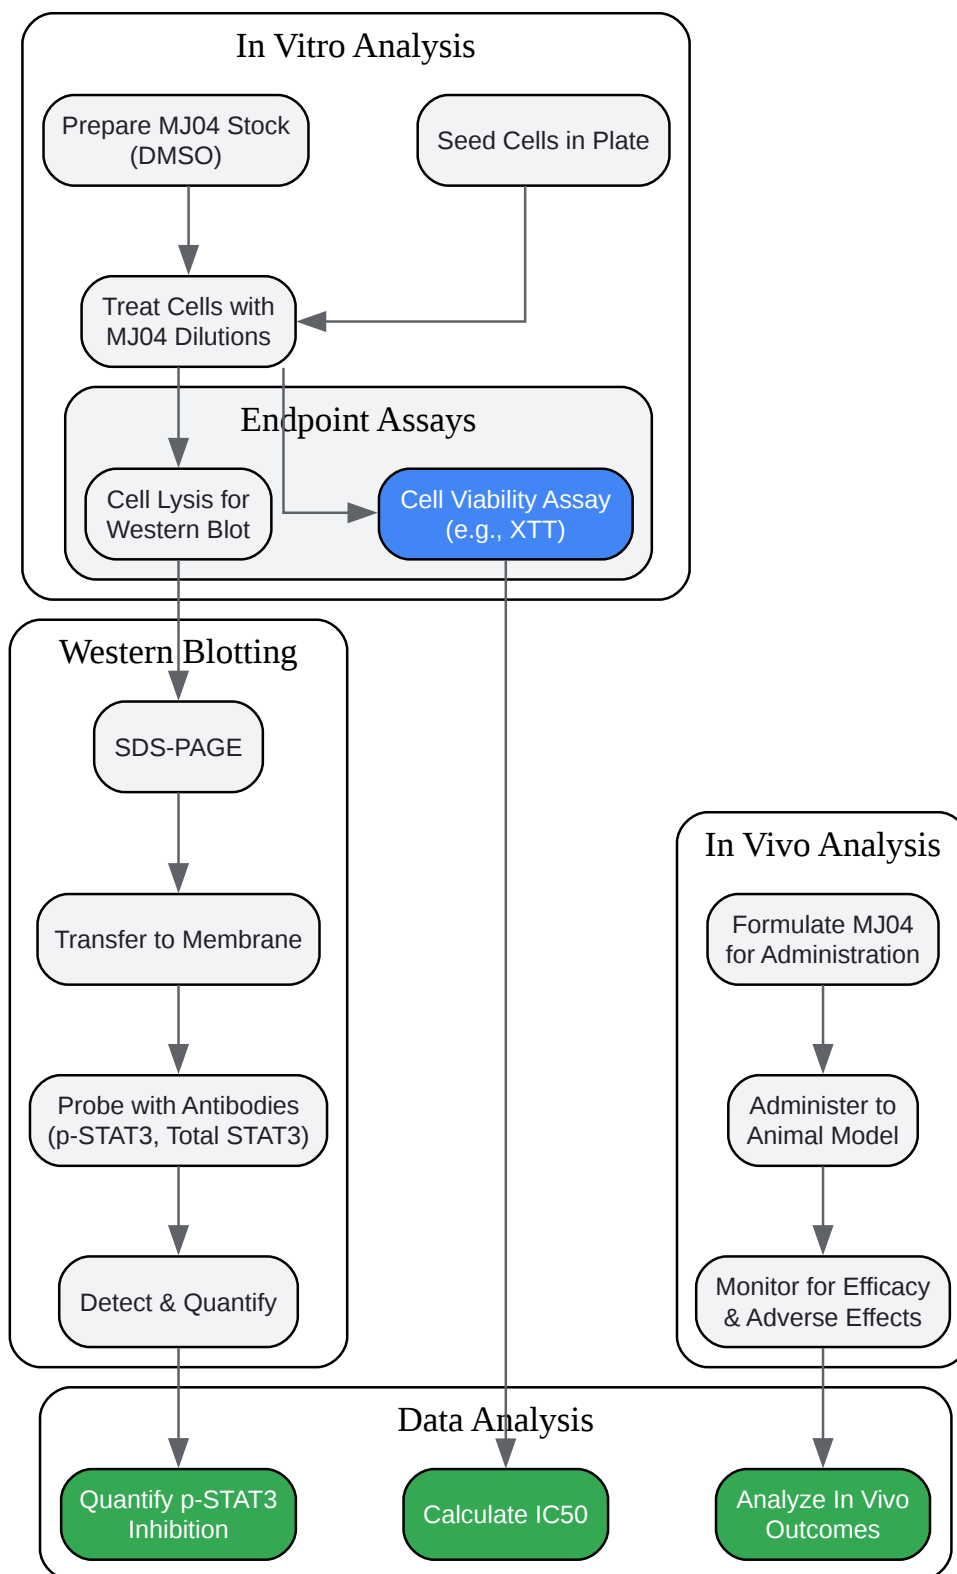 In Vitro Analysis
Prepare MJ04 Stock
(DMSO)
Seed Cells in Plate
Treat Cells with
MJ04 Dilutions
Endpoint Assays
Cell Lysis for
Western Blot
Cell Viability Assay
(e.g., XTT)
Western Blotting
SDS-PAGE
Transfer to Membrane
Probe with Antibodies
(p-STAT3, Total STAT3)
Detect & Quantify
In Vivo Analysis
Formulate MJ04
for Administration
Administer to
Animal Model
Monitor for Efficacy
& Adverse Effects
Data Analysis
Quantify p-STAT3
Inhibition
Calculate IC50
Analyze In Vivo
Outcomes